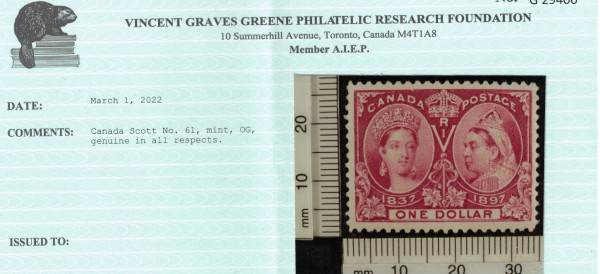 No. G 29466
VINCENT GRAVES GREENE PHILATELIC RESEARCH FOUNDATION
10 Summerhill Avenue, Toronto, Canada M4T1A8
Member A.I.E.P.
DATE: March 1, 2022
COMMENTS: Canada Scott No. 61, mint, OG,
genuine in all respects.
ISSUED TO:
CANADA POSTAGE
V R I
1837 1897
ONE DOLLAR
20
10
mm
mm 10 20 30